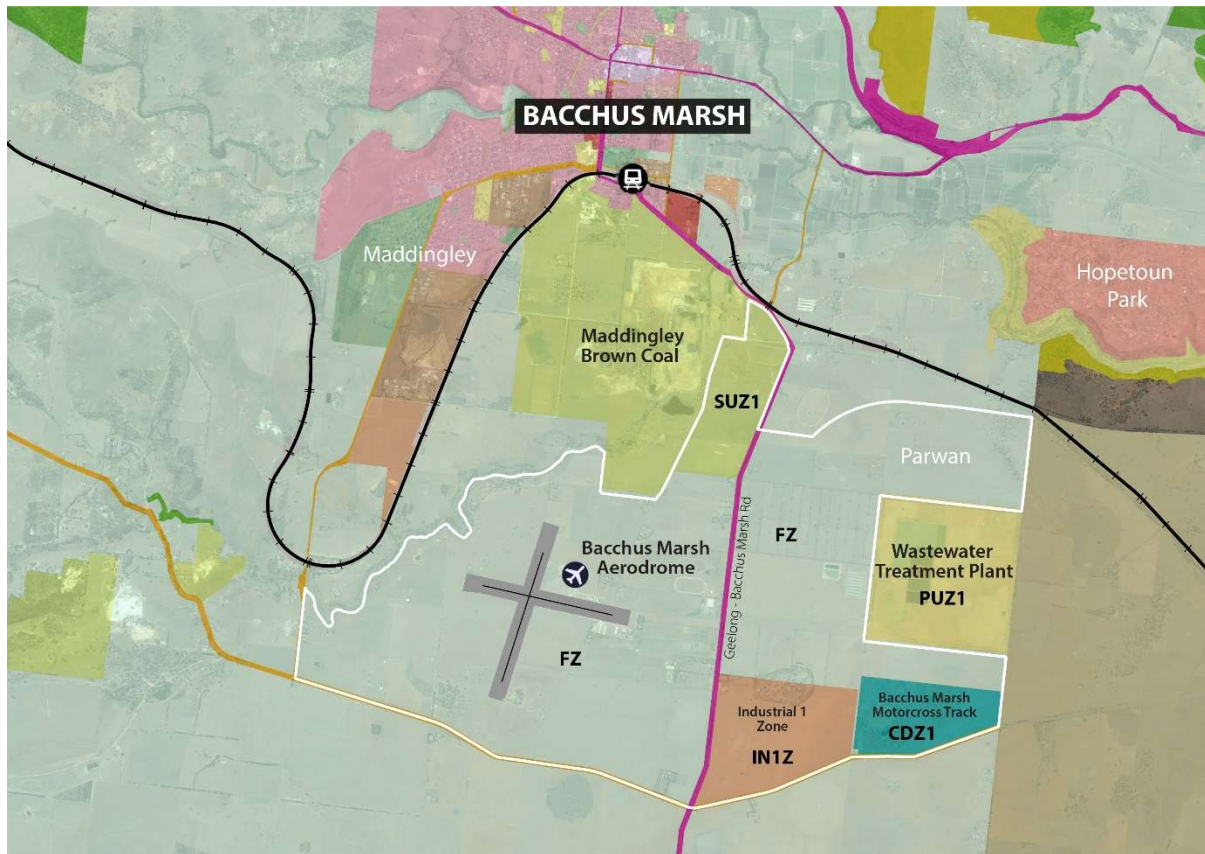 BACCHUS MARSH
Maddingley
Hopetoun
Park
Maddingley
Brown Coal
SUZ1
Parwan
Geelong - Bacchus Marsh Rd
FZ
Bacchus Marsh
Aerodrome
Wastewater
Treatment Plant
PUZ1
FZ
Industrial 1
Zone
IN1Z
Bacchus Marsh
Motorcross Track
CDZ1